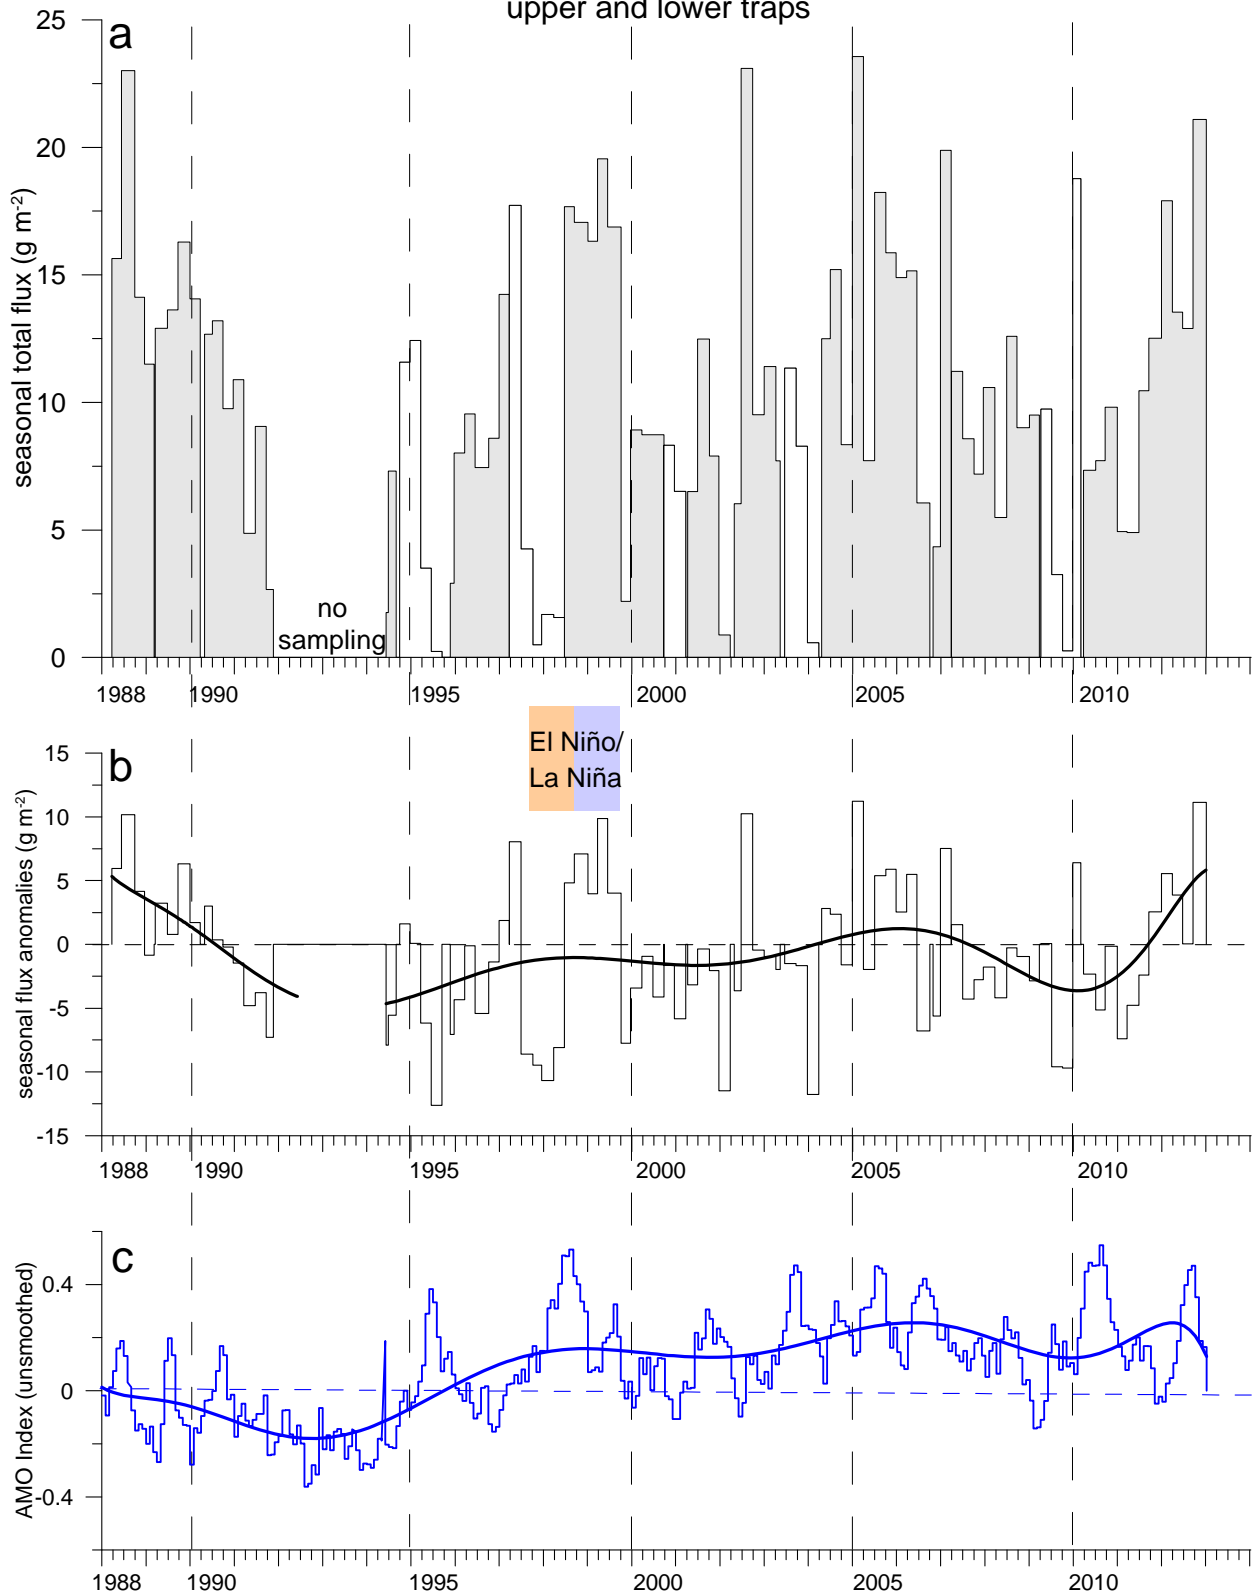 upper and lower traps
a
seasonal total flux (g m-2)
25
20
15
10
5
0
no
sampling
1988 1990 1995 2000 2005 2010
El Niño/
La Niña
b
seasonal flux anomalies (g m-2)
15
10
5
0
-5
-10
-15
1988 1990 1995 2000 2005 2010
c
AMO Index (unsmoothed)
0.4
0
-0.4
1988 1990 1995 2000 2005 2010